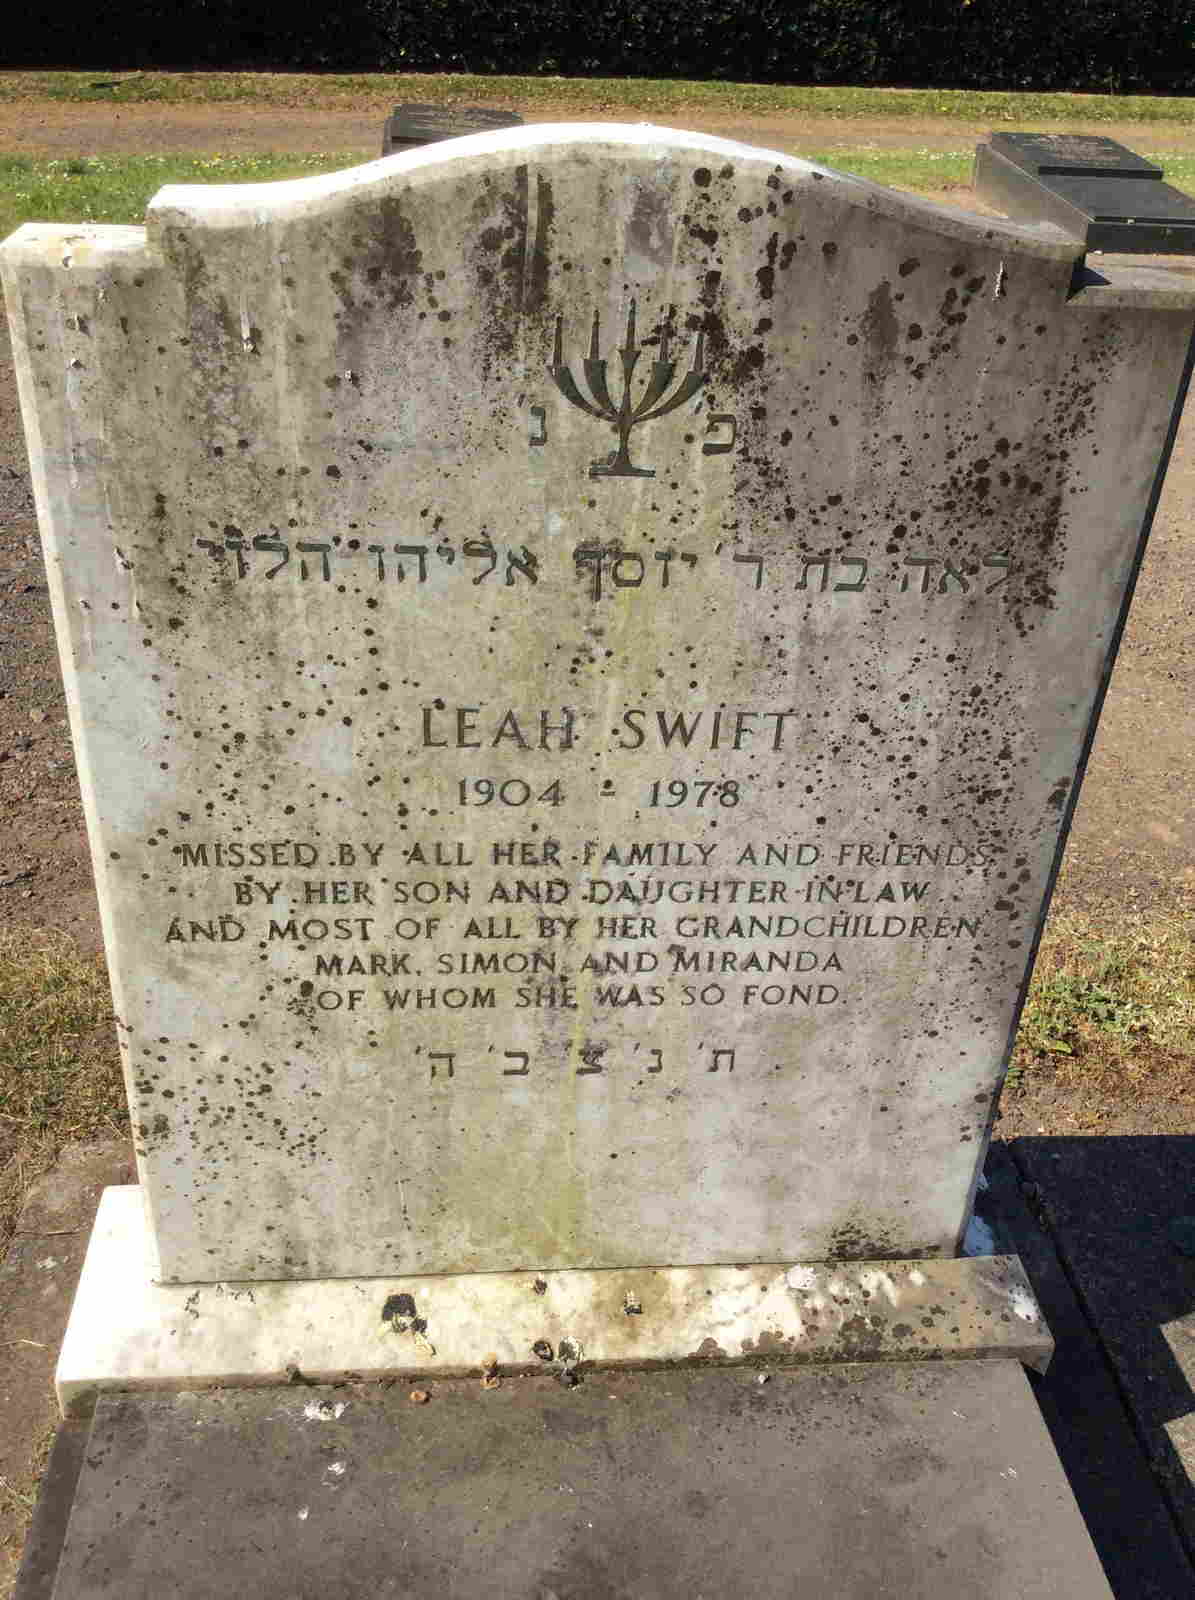 פ' נ'
לאה בת ר' יוסף אליהו הלוי
LEAH SWIFT
1904 - 1978
MISSED BY ALL HER FAMILY AND FRIENDS
BY HER SON AND DAUGHTER-IN-LAW
AND MOST OF ALL BY HER GRANDCHILDREN
MARK, SIMON AND MIRANDA
OF WHOM SHE WAS SO FOND.
ת' נ' צ' ב' ה'